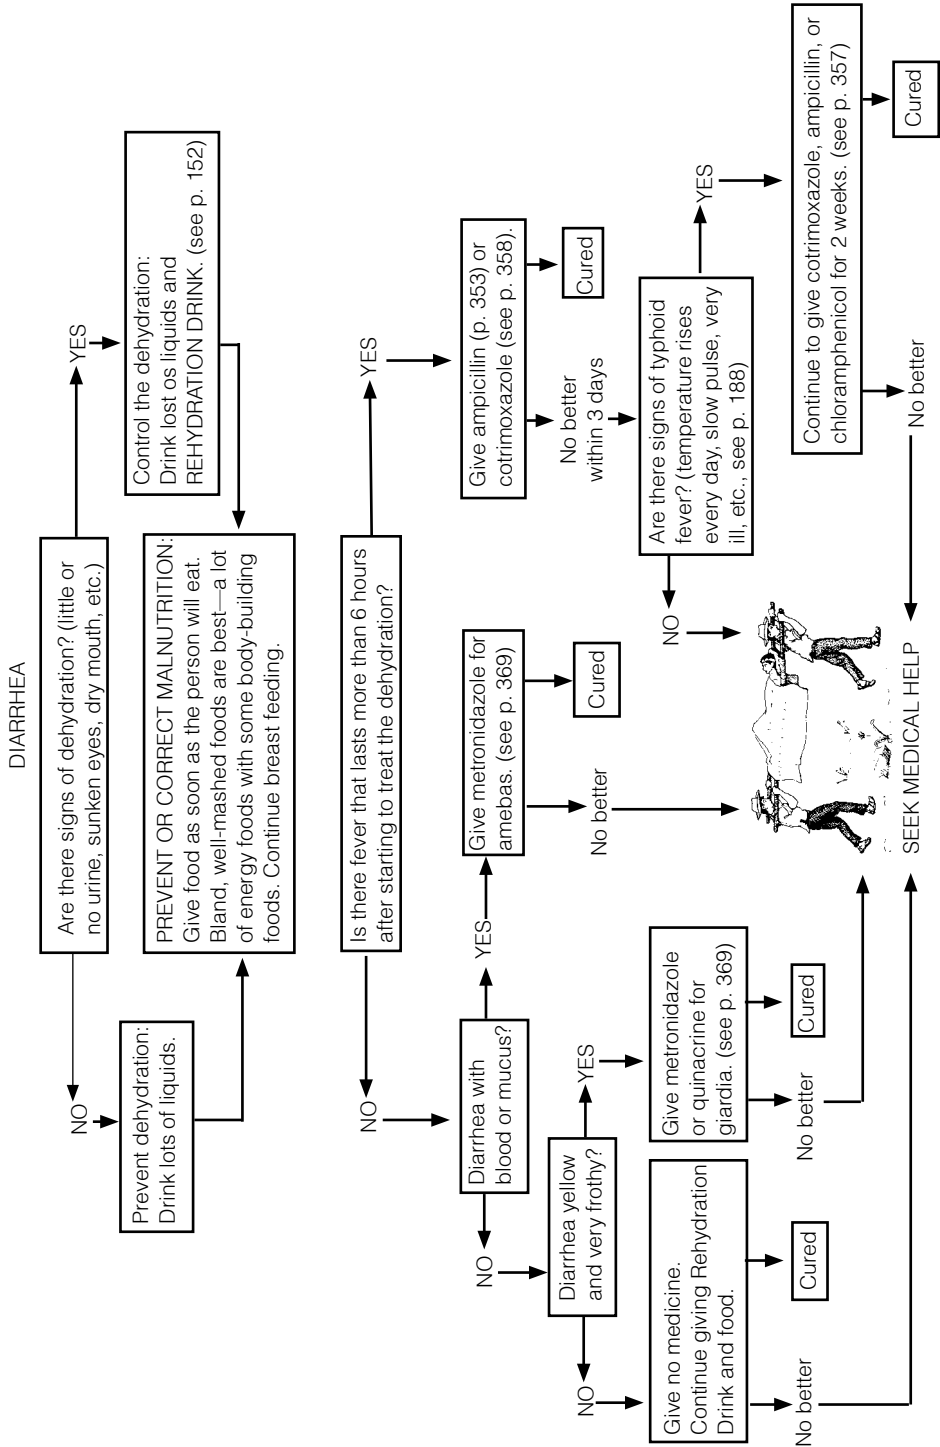 DIARRHEA
Are there signs of dehydration? (little or
no urine, sunken eyes, dry mouth, etc.)
NO
YES
Prevent dehydration:
Drink lots of liquids.
Control the dehydration:
Drink lost os liquids and
REHYDRATION DRINK. (see p. 152)
PREVENT OR CORRECT MALNUTRITION:
Give food as soon as the person will eat.
Bland, well-mashed foods are best—a lot
of energy foods with some body-building
foods. Continue breast feeding.
Is there fever that lasts more than 6 hours
after starting to treat the dehydration?
NO
YES
Diarrhea with
blood or mucus?
NO
YES
Give metronidazole for
amebas. (see p. 369)
No better
Cured
Give ampicillin (p. 353) or
cotrimoxazole (see p. 358).
No better
within 3 days
Cured
Diarrhea yellow
and very frothy?
NO
YES
Give no medicine.
Continue giving Rehydration
Drink and food.
No better
Cured
Give metronidazole
or quinacrine for
giardia. (see p. 369)
No better
Cured
Are there signs of typhoid
fever? (temperature rises
every day, slow pulse, very
ill, etc., see p. 188)
NO
YES
Continue to give cotrimoxazole, ampicillin, or
chloramphenicol for 2 weeks. (see p. 357)
No better
Cured
SEEK MEDICAL HELP